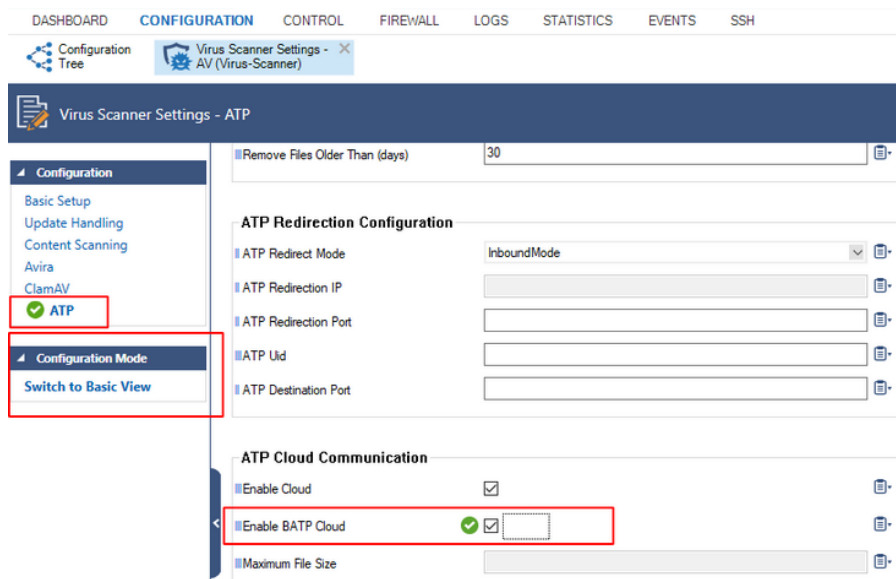 DASHBOARD CONFIGURATION CONTROL FIREWALL LOGS STATISTICS EVENTS SSH
Configuration
Tree
Virus Scanner Settings -
AV (Virus-Scanner)
Virus Scanner Settings - ATP
Configuration
Basic Setup
Update Handling
Content Scanning
Avira
ClamAV
ATP
Configuration Mode
Switch to Basic View
Remove Files Older Than (days) 30
ATP Redirection Configuration
ATP Redirect Mode InboundMode
ATP Redirection IP
ATP Redirection Port
ATP Uid
ATP Destination Port
ATP Cloud Communication
Enable Cloud
Enable BATP Cloud
Maximum File Size